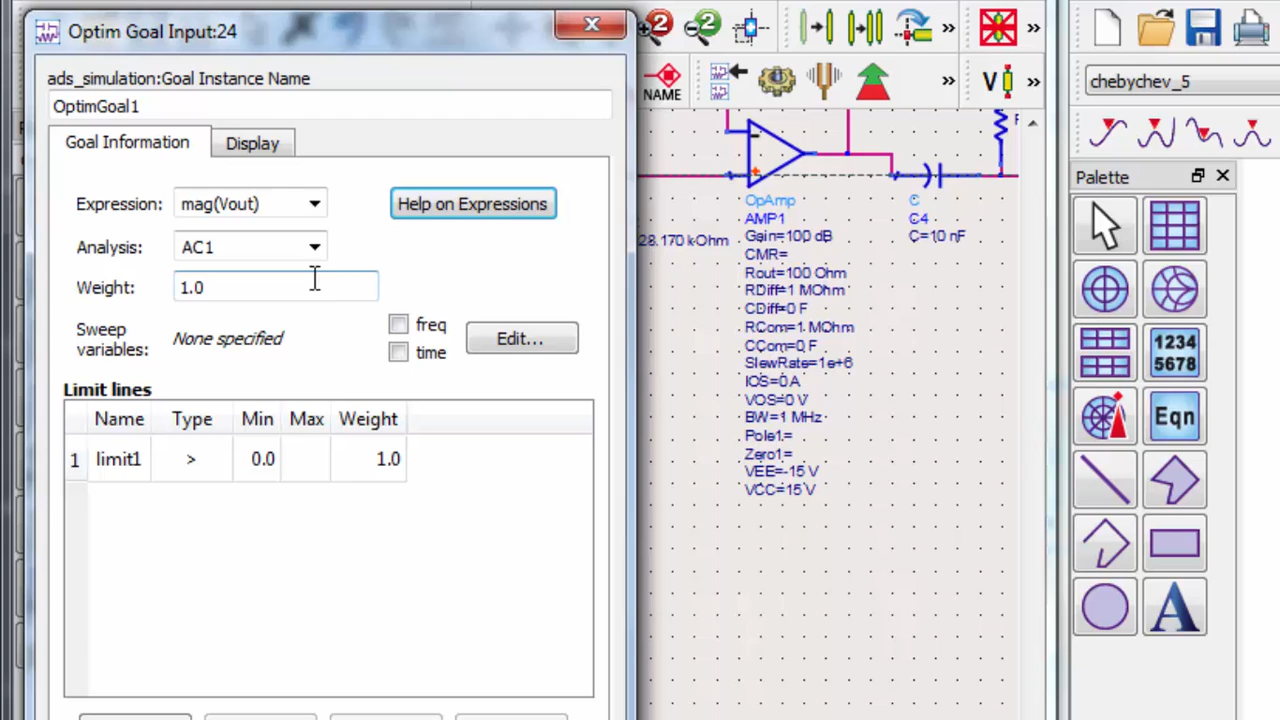 Optim Goal Input:24
ads_simulation:Goal Instance Name
OptimGoal1
Goal Information
Display
Expression:
mag(Vout)
Help on Expressions
Analysis:
AC1
Weight:
1.0
Sweep variables:
None specified
freq
time
Edit...
Limit lines
Name Type Min Max Weight
1 limit1 > 0.0 1.0
2
2
NAME
V
28.170 kOhm
OpAmp
AMP1
Gain=100 dB
CMR=
Rout=100 Ohm
RDiff=1 MOhm
CDiff=0 F
RCom=1 MOhm
CCom=0 F
SlewRate=1e+6
IOS=0 A
VOS=0 V
BW=1 MHz
Pole1=
Zero1=
VEE=-15 V
VCC=15 V
C
C4
C=10 nF
chebychev_5
Palette
1234
5678
Eqn
A